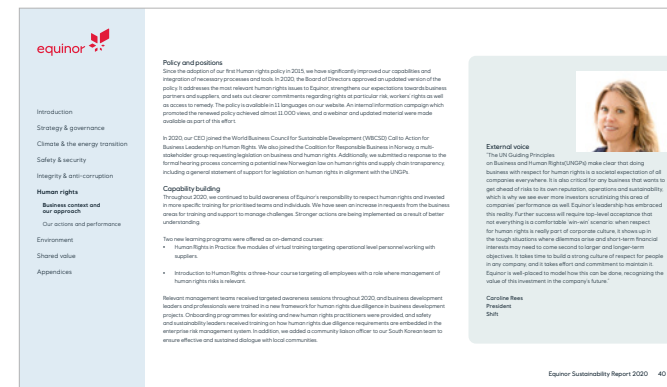 equinor
Introduction
Strategy & governance
Climate & the energy transition
Safety & security
Integrity & anti-corruption
Human rights
Business context and
our approach
Our actions and performance
Environment
Shared value
Appendices
Policy and positions
Since the adoption of our first Human rights policy in 2015, we have significantly improved our capabilities and
integration of necessary processes and tools. In 2020, the Board of Directors approved an updated version of the
policy. It addresses the most relevant human rights issues to Equinor, strengthens our expectations towards business
partners and suppliers, and sets out clearer commitments regarding rights at particular risk, workers' rights as well
as access to remedy. The policy is available in 11 languages on our website. An internal information campaign which
promoted the renewed policy achieved almost 11,000 views, and a webinar and updated material were made
available as part of this effort.
In 2020, our CEO joined the World Business Council for Sustainable Development (WBCSD) Call to Action for
Business Leadership on Human Rights. We also joined the Coalition for Responsible Business in Norway, a multi-
stakeholder group requesting legislation on business and human rights. Additionally, we submitted a response to the
formal hearing process concerning a potential new Norwegian law on human rights and supply chain transparency,
including a general statement of support for legislation on human rights in alignment with the UNGPs.
Capability building
Throughout 2020, we continued to build awareness of Equinor's responsibility to respect human rights and invested
in more specific training for prioritised teams and individuals. We have seen an increase in requests from the business
areas for training and support to manage challenges. Stronger actions are being implemented as a result of better
understanding.
Two new learning programs were offered as on-demand courses:
• Human Rights in Practice: five modules of virtual training targeting operational level personnel working with
suppliers.
• Introduction to Human Rights: a three-hour course targeting all employees with a role where management of
human rights risks is relevant.
Relevant management teams received targeted awareness sessions throughout 2020, and business development
leaders and professionals were trained in a new framework for human rights due diligence in business development
projects. Onboarding programmes for existing and new human rights practitioners were provided, and safety
and sustainability leaders received training on how human rights due diligence requirements are embedded in the
enterprise risk management system. In addition, we added a community liaison officer to our South Korean team to
ensure effective and sustained dialogue with local communities.
External voice
"The UN Guiding Principles
on Business and Human Rights(UNGPs) make clear that doing
business with respect for human rights is a societal expectation of all
companies everywhere. It is also critical for any business that wants to
get ahead of risks to its own reputation, operations and sustainability,
which is why we see ever more investors scrutinising this area of
companies' performance as well. Equinor's leadership has embraced
this reality. Further success will require top-level acceptance that
not everything is a comfortable 'win-win' scenario: when respect
for human rights is really part of corporate culture, it shows up in
the tough situations where dilemmas arise and short-term financial
interests may need to come second to larger and longer-term
objectives. It takes time to build a strong culture of respect for people
in any company, and it takes effort and commitment to maintain it.
Equinor is well-placed to model how this can be done, recognising the
value of this investment in the company's future."
Caroline Rees
President
Shift
Equinor Sustainability Report 2020 40